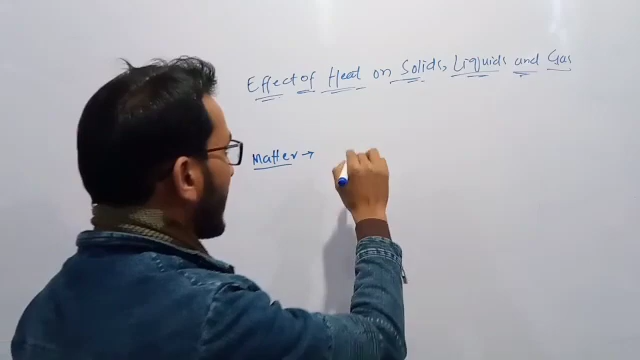 Effect of Heat on Solids, Liquids and Gas
Matter →